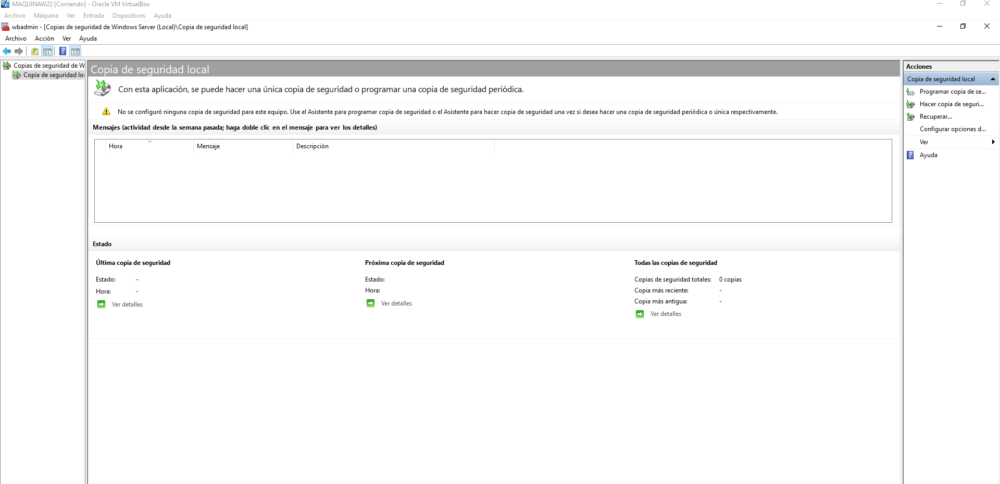 MAQUINAW22 [Corriendo] - Oracle VM VirtualBox
Archivo Máquina Ver Entrada Dispositivos Ayuda
wbadmin - [Copias de seguridad de Windows Server (Local)\Copia de seguridad local]
Archivo Acción Ver Ayuda
Copias de seguridad de W
Copia de seguridad lo
Copia de seguridad local
Con esta aplicación, se puede hacer una única copia de seguridad o programar una copia de seguridad periódica.
No se configuró ninguna copia de seguridad para este equipo. Use el Asistente para programar copia de seguridad o el Asistente para hacer copia de seguridad una vez si desea hacer una copia de seguridad periódica o única respectivamente.
Mensajes (actividad desde la semana pasada; haga doble clic en el mensaje para ver los detalles)
Hora Mensaje Descripción
Estado
Última copia de seguridad
Estado: -
Hora: -
Ver detalles
Próxima copia de seguridad
Estado:
Hora:
Ver detalles
Todas las copias de seguridad
Copias de seguridad totales: 0 copias
Copia más reciente: -
Copia más antigua: -
Ver detalles
Acciones
Copia de seguridad local
Programar copia de se...
Hacer copia de seguri...
Recuperar...
Configurar opciones d...
Ver
Ayuda